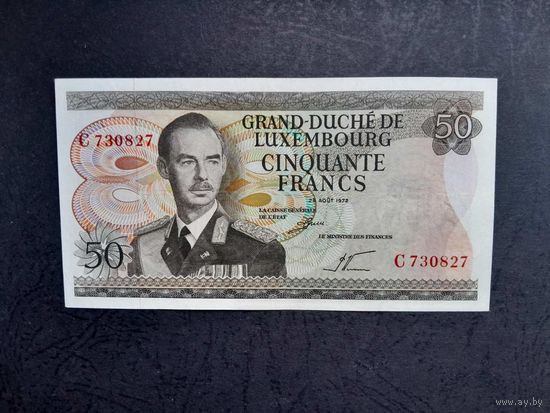 GRAND-DUCHÉ DE
LUXEMBOURG
CINQUANTE
FRANCS
50
C 730827
25 AOÛT 1972
LA CAISSE GÉNÉRALE
DE L'ÉTAT
LE MINISTRE DES FINANCES
50
C 730827
www.ay.by